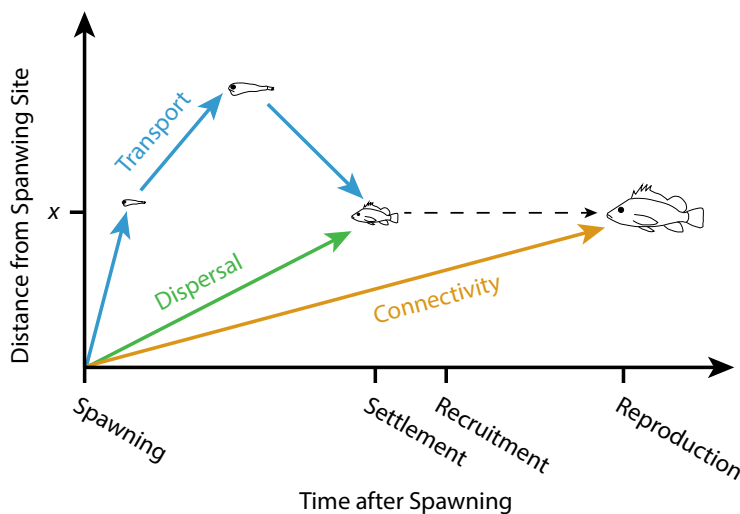 Distance from Spanwing Site
x
Transport
Dispersal
Connectivity
Spawning
Settlement
Recruitment
Reproduction
Time after Spawning